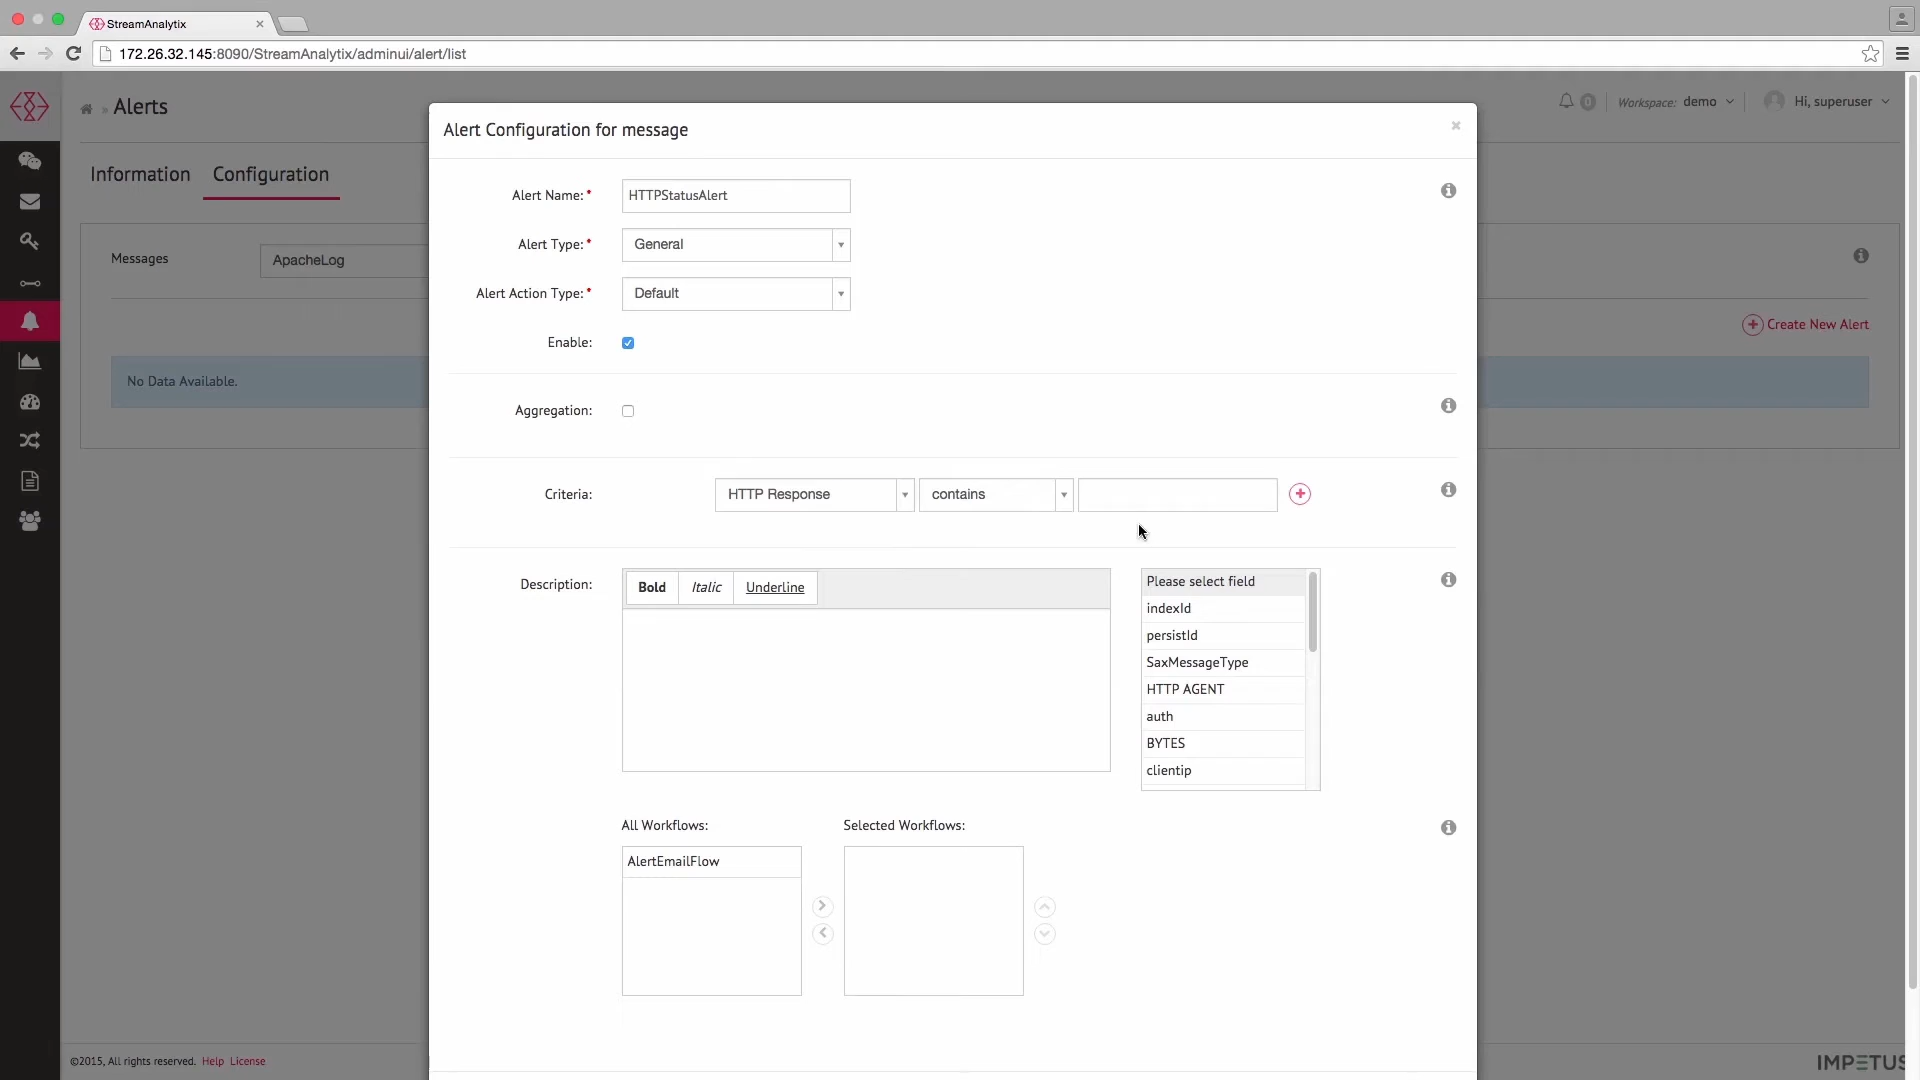 StreamAnalytix
172.26.32.145:8090/StreamAnalytix/adminui/alert/list
» Alerts
0
Workspace: demo
Hi, superuser
Information
Configuration
Messages
ApacheLog
Create New Alert
No Data Available.
Alert Configuration for message
Alert Name:*
HTTPStatusAlert
Alert Type:*
General
Alert Action Type:*
Default
Enable:
Aggregation:
Criteria:
HTTP Response
contains
Description:
Bold
Italic
Underline
Please select field
indexId
persistId
SaxMessageType
HTTP AGENT
auth
BYTES
clientip
All Workflows:
Selected Workflows:
AlertEmailFlow
©2015, All rights reserved. Help License
IMPETUS